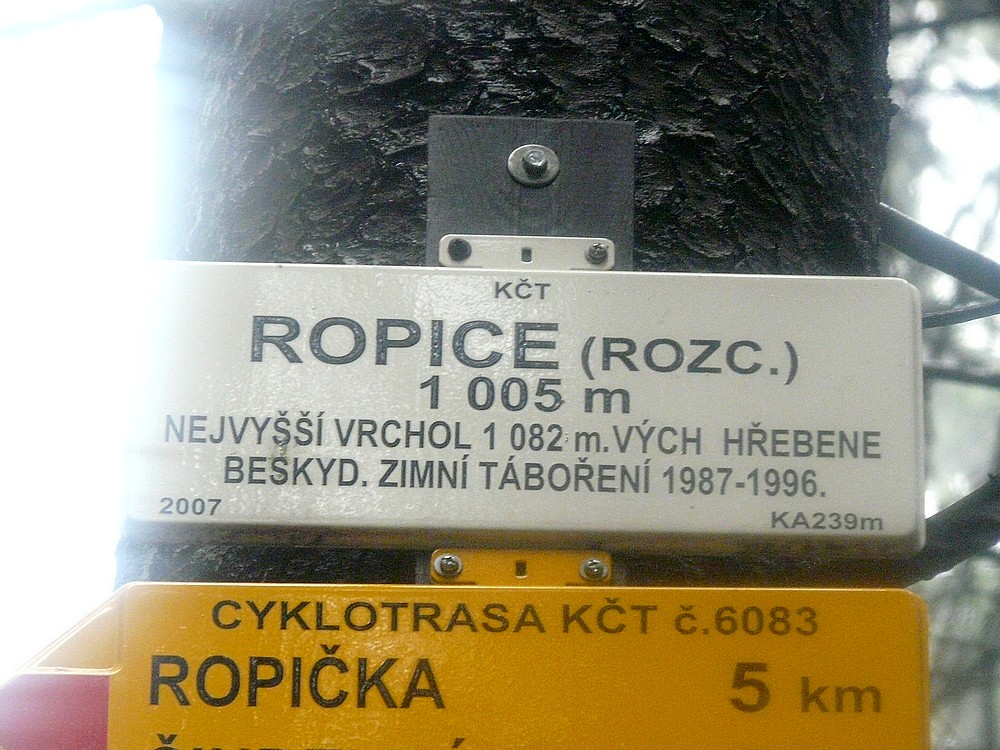 KČT
ROPICE (ROZC.)
1 005 m
NEJVYŠŠÍ VRCHOL 1 082 m.VÝCH HŘEBENE
BESKYD. ZIMNÍ TÁBOŘENÍ 1987-1996.
2007 KA239m
CYKLOTRASA KČT č.6083
ROPIČKA 5 km